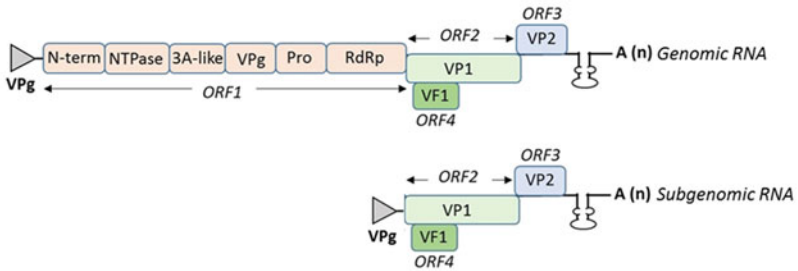 ORF3
ORF2 VP2
N-term NTPase 3A-like VPg Pro RdRp VP1 A (n) Genomic RNA
VPg ORF1 VF1
ORF4
ORF3
ORF2 VP2
VP1 A (n) Subgenomic RNA
VPg VF1
ORF4